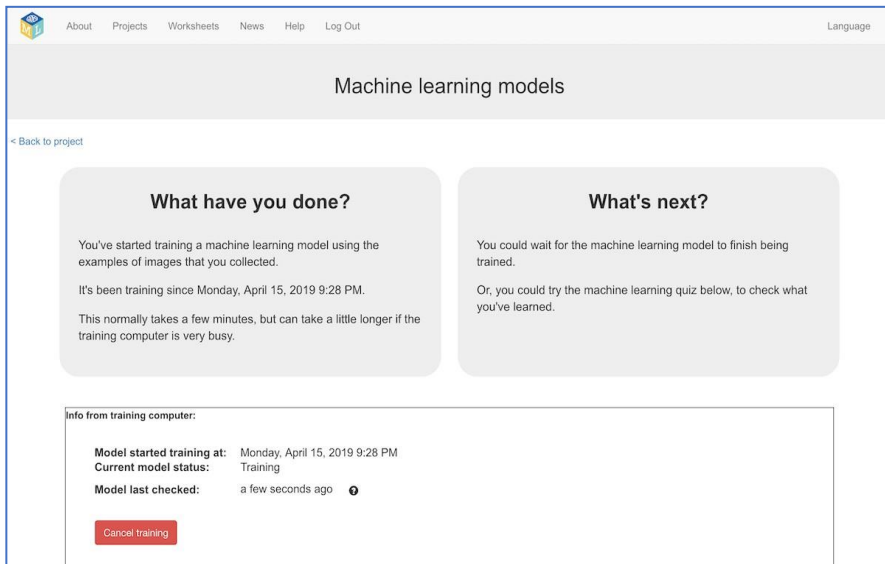 About Projects Worksheets News Help Log Out Language
Machine learning models
< Back to project
What have you done?
You've started training a machine learning model using the
examples of images that you collected.
It's been training since Monday, April 15, 2019 9:28 PM.
This normally takes a few minutes, but can take a little longer if the
training computer is very busy.
What's next?
You could wait for the machine learning model to finish being
trained.
Or, you could try the machine learning quiz below, to check what
you've learned.
Info from training computer:
Model started training at: Monday, April 15, 2019 9:28 PM
Current model status: Training
Model last checked: a few seconds ago ?
Cancel training